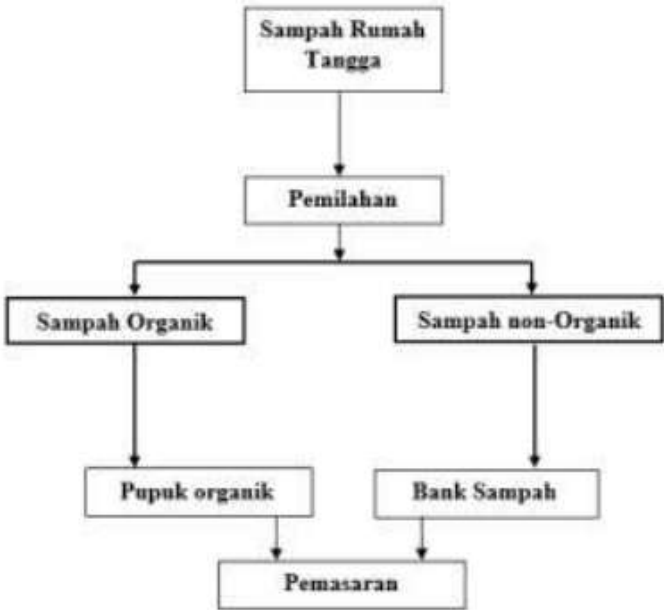 Sampah Rumah
Tangga
Pemilahan
Sampah Organik
Sampah non-Organik
Pupuk organik
Bank Sampah
Pemasaran